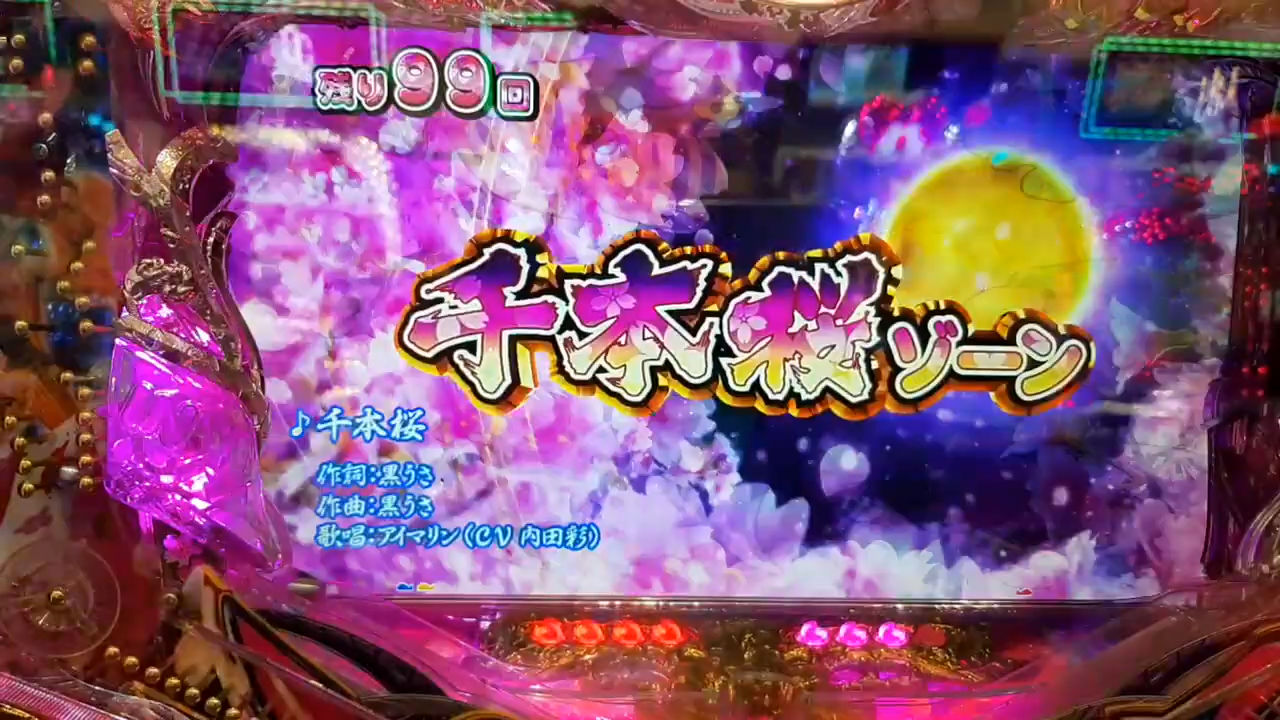 残り99回
千本桜ゾーン
♪千本桜
作詞:黒うさ
作曲:黒うさ
歌唱:アイマリン(CV 内田彩)